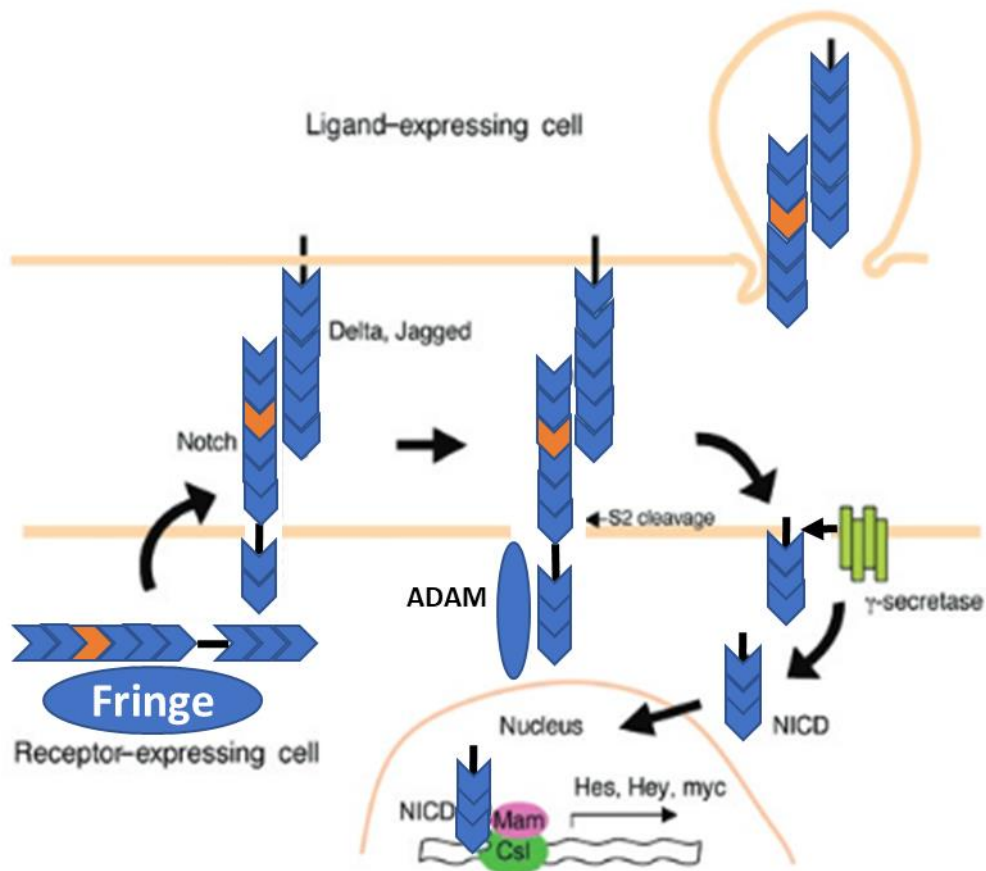 Ligand-expressing cell
Delta, Jagged
Notch
S2 cleavage
ADAM
γ-secretase
Fringe
Receptor-expressing cell
Nucleus
NICD
Hes, Hey, myc
NICD
Mam
Csl